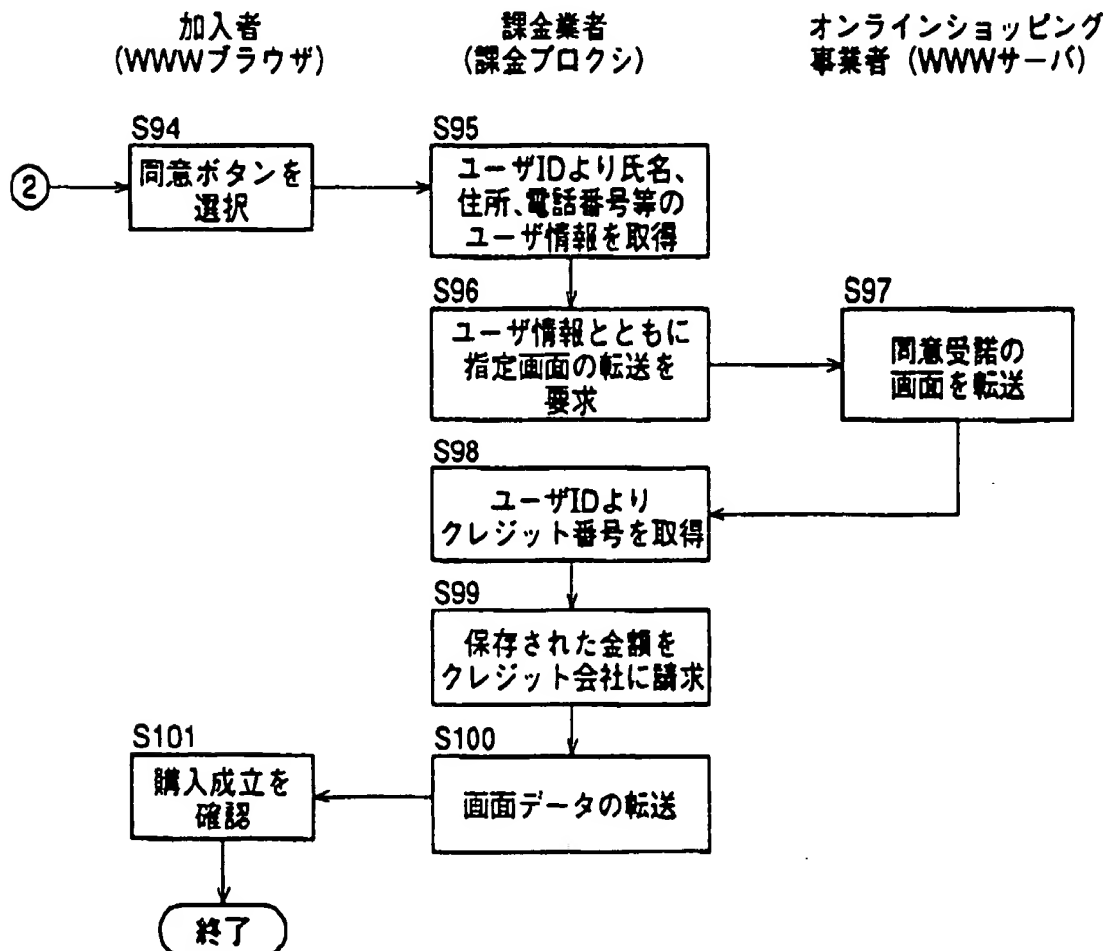 加入者
(WWWブラウザ)
課金業者
(課金プロクシ)
オンラインショッピング
事業者 (WWWサーバ)
S94
同意ボタンを
選択
2
S95
ユーザIDより氏名、
住所、電話番号等の
ユーザ情報を取得
S96
ユーザ情報とともに
指定画面の転送を
要求
S97
同意受諾の
画面を転送
S98
ユーザIDより
クレジット番号を取得
S99
保存された金額を
クレジット会社に請求
S101
購入成立を
確認
S100
画面データの転送
終了